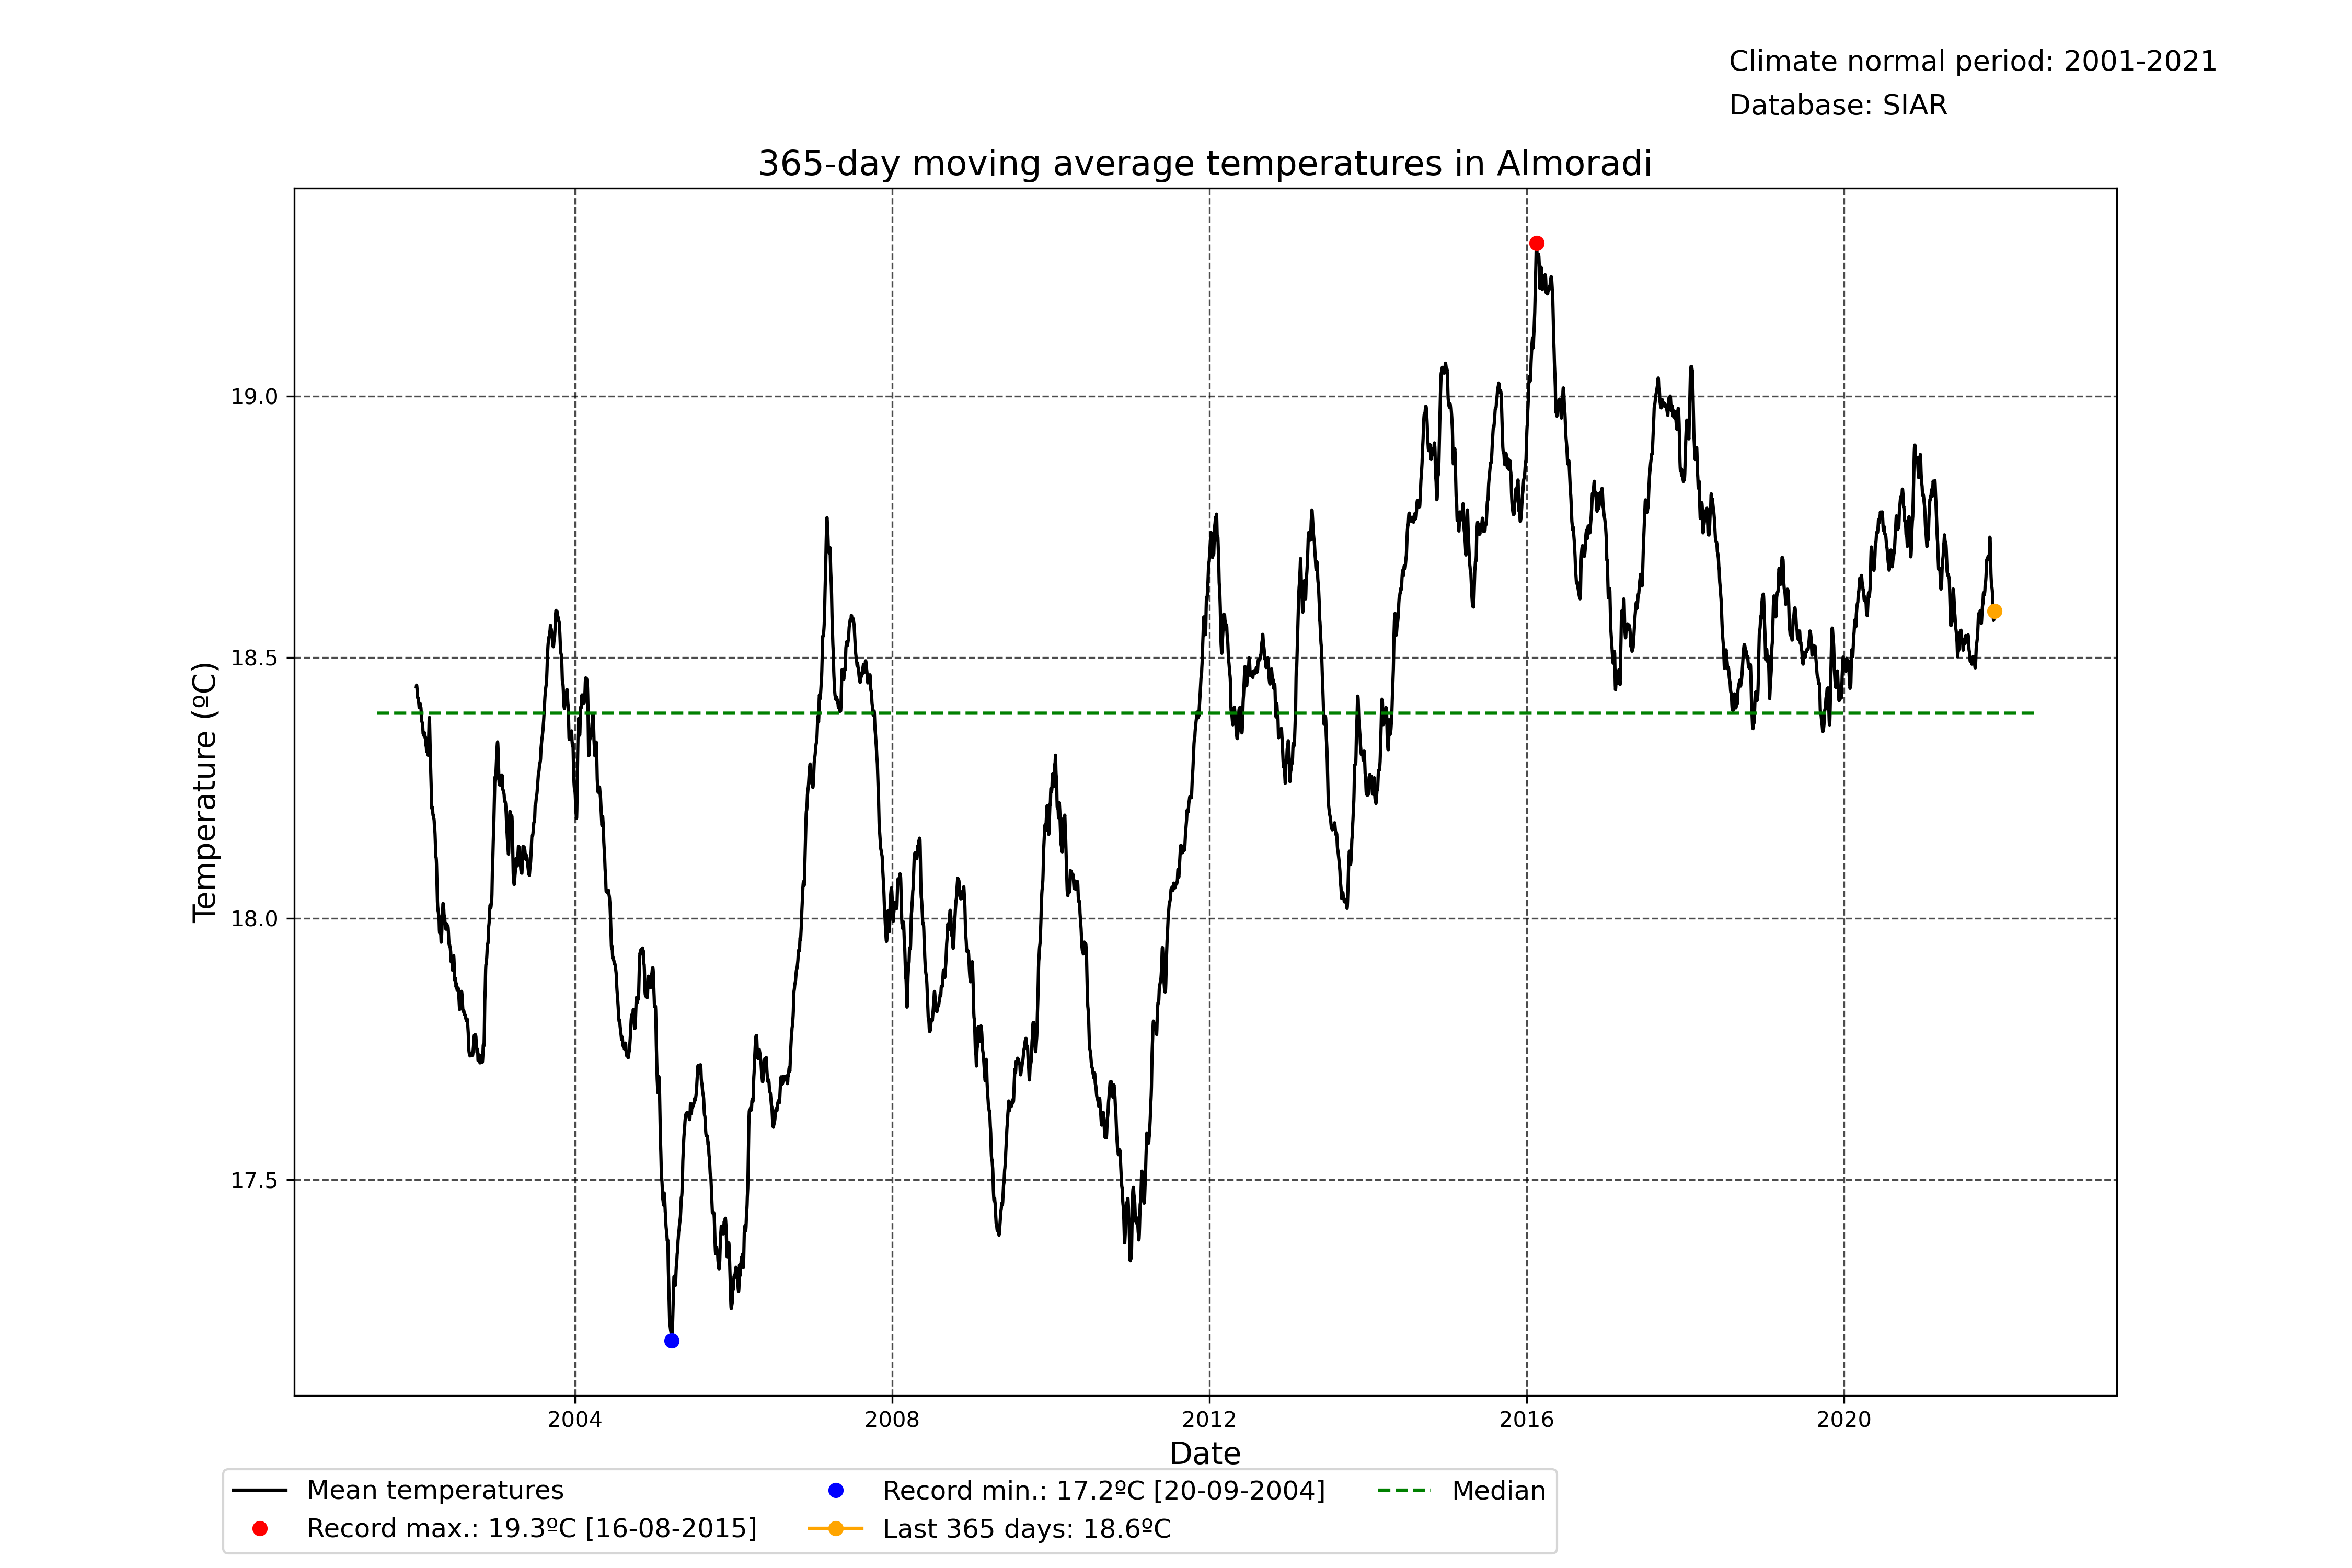 Climate normal period: 2001-2021
Database: SIAR
365-day moving average temperatures in Almoradi
Temperature (ºC)
19.0
18.5
18.0
17.5
2004 2008 2012 2016 2020
Date
Mean temperatures
Record max.: 19.3ºC [16-08-2015]
Record min.: 17.2ºC [20-09-2004]
Last 365 days: 18.6ºC
Median